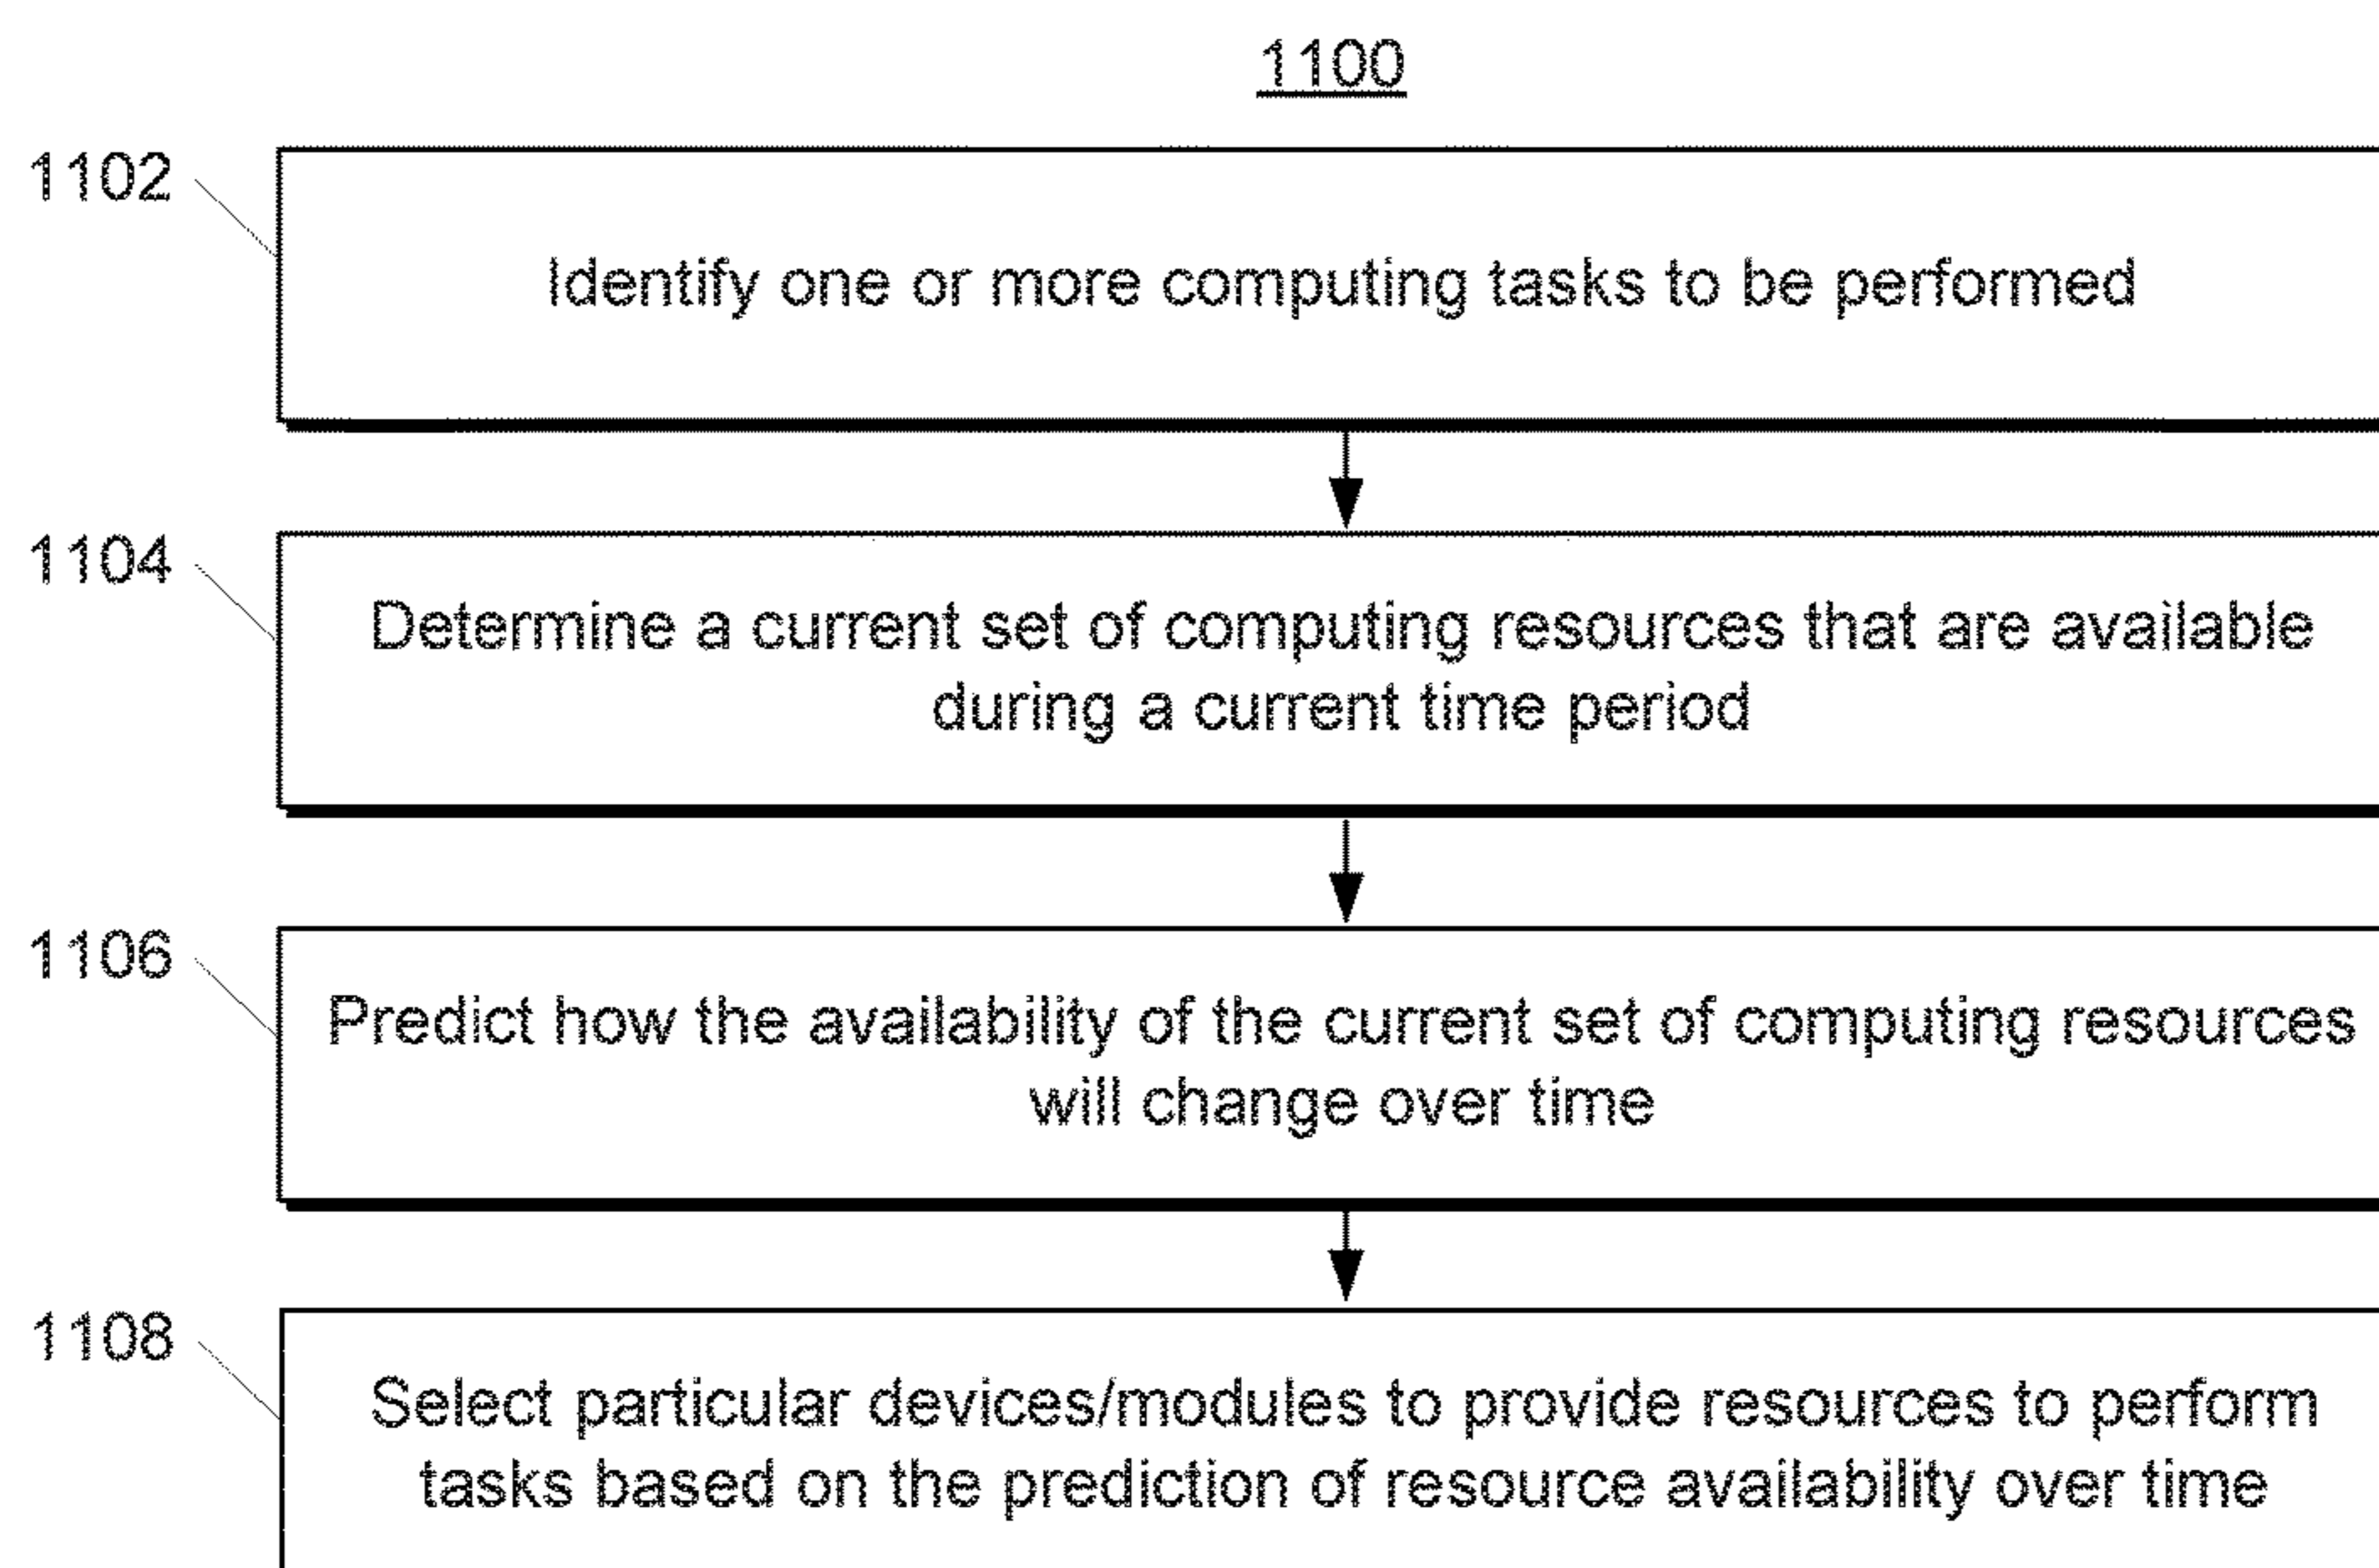 1100
1102
Identify one or more computing tasks to be performed
1104
Determine a current set of computing resources that are available
during a current time period
1106
Predict how the availability of the current set of computing resources
will change over time
1108
Select particular devices/modules to provide resources to perform
tasks based on the prediction of resource availability over time